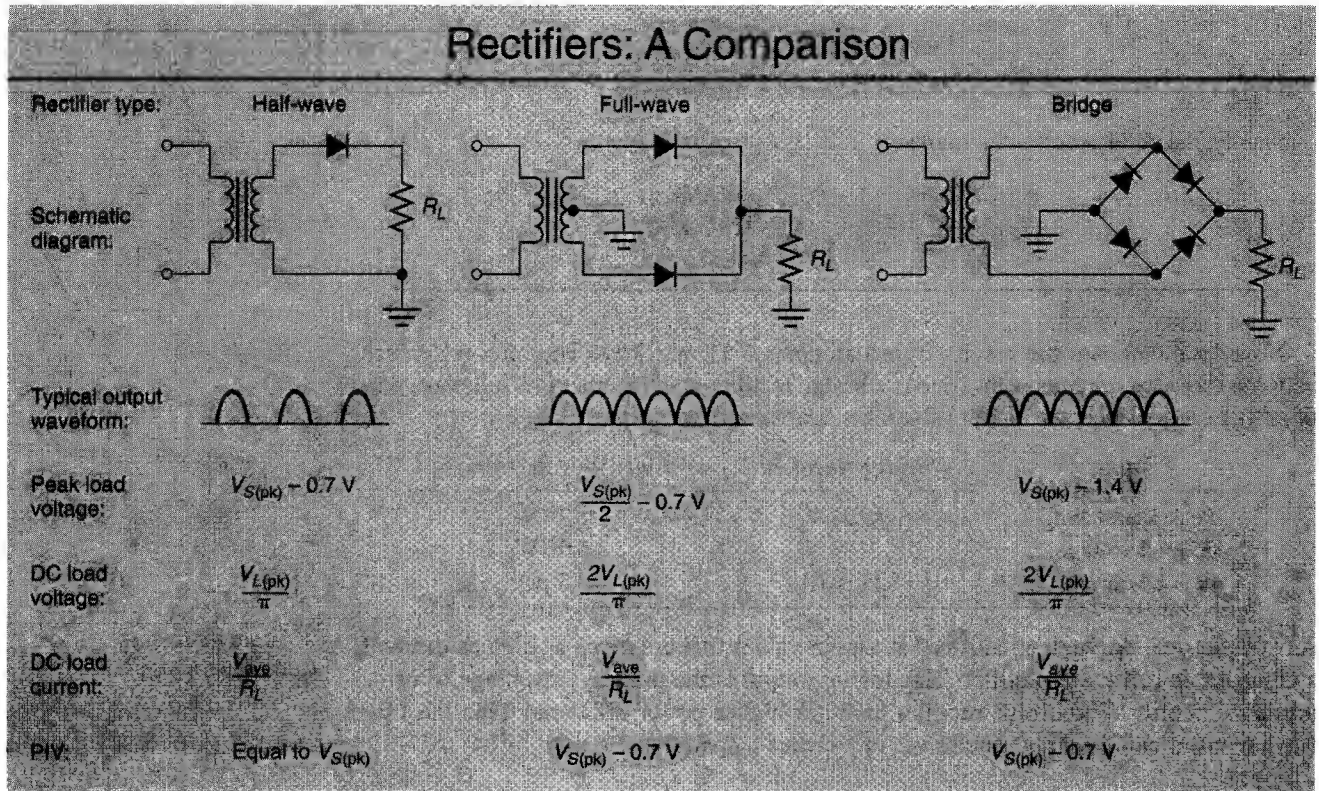 Rectifiers: A Comparison
Rectifier type: Half-wave Full-wave Bridge
Schematic
diagram:
R_L R_L R_L
Typical output
waveform:
Peak load
voltage: V_S(pk) – 0.7 V V_S(pk)/2 – 0.7 V V_S(pk) – 1.4 V
DC load
voltage: V_L(pk)/π 2V_L(pk)/π 2V_L(pk)/π
DC load
current: V_ave/R_L V_ave/R_L V_ave/R_L
PIV: Equal to V_S(pk) V_S(pk) – 0.7 V V_S(pk) – 0.7 V